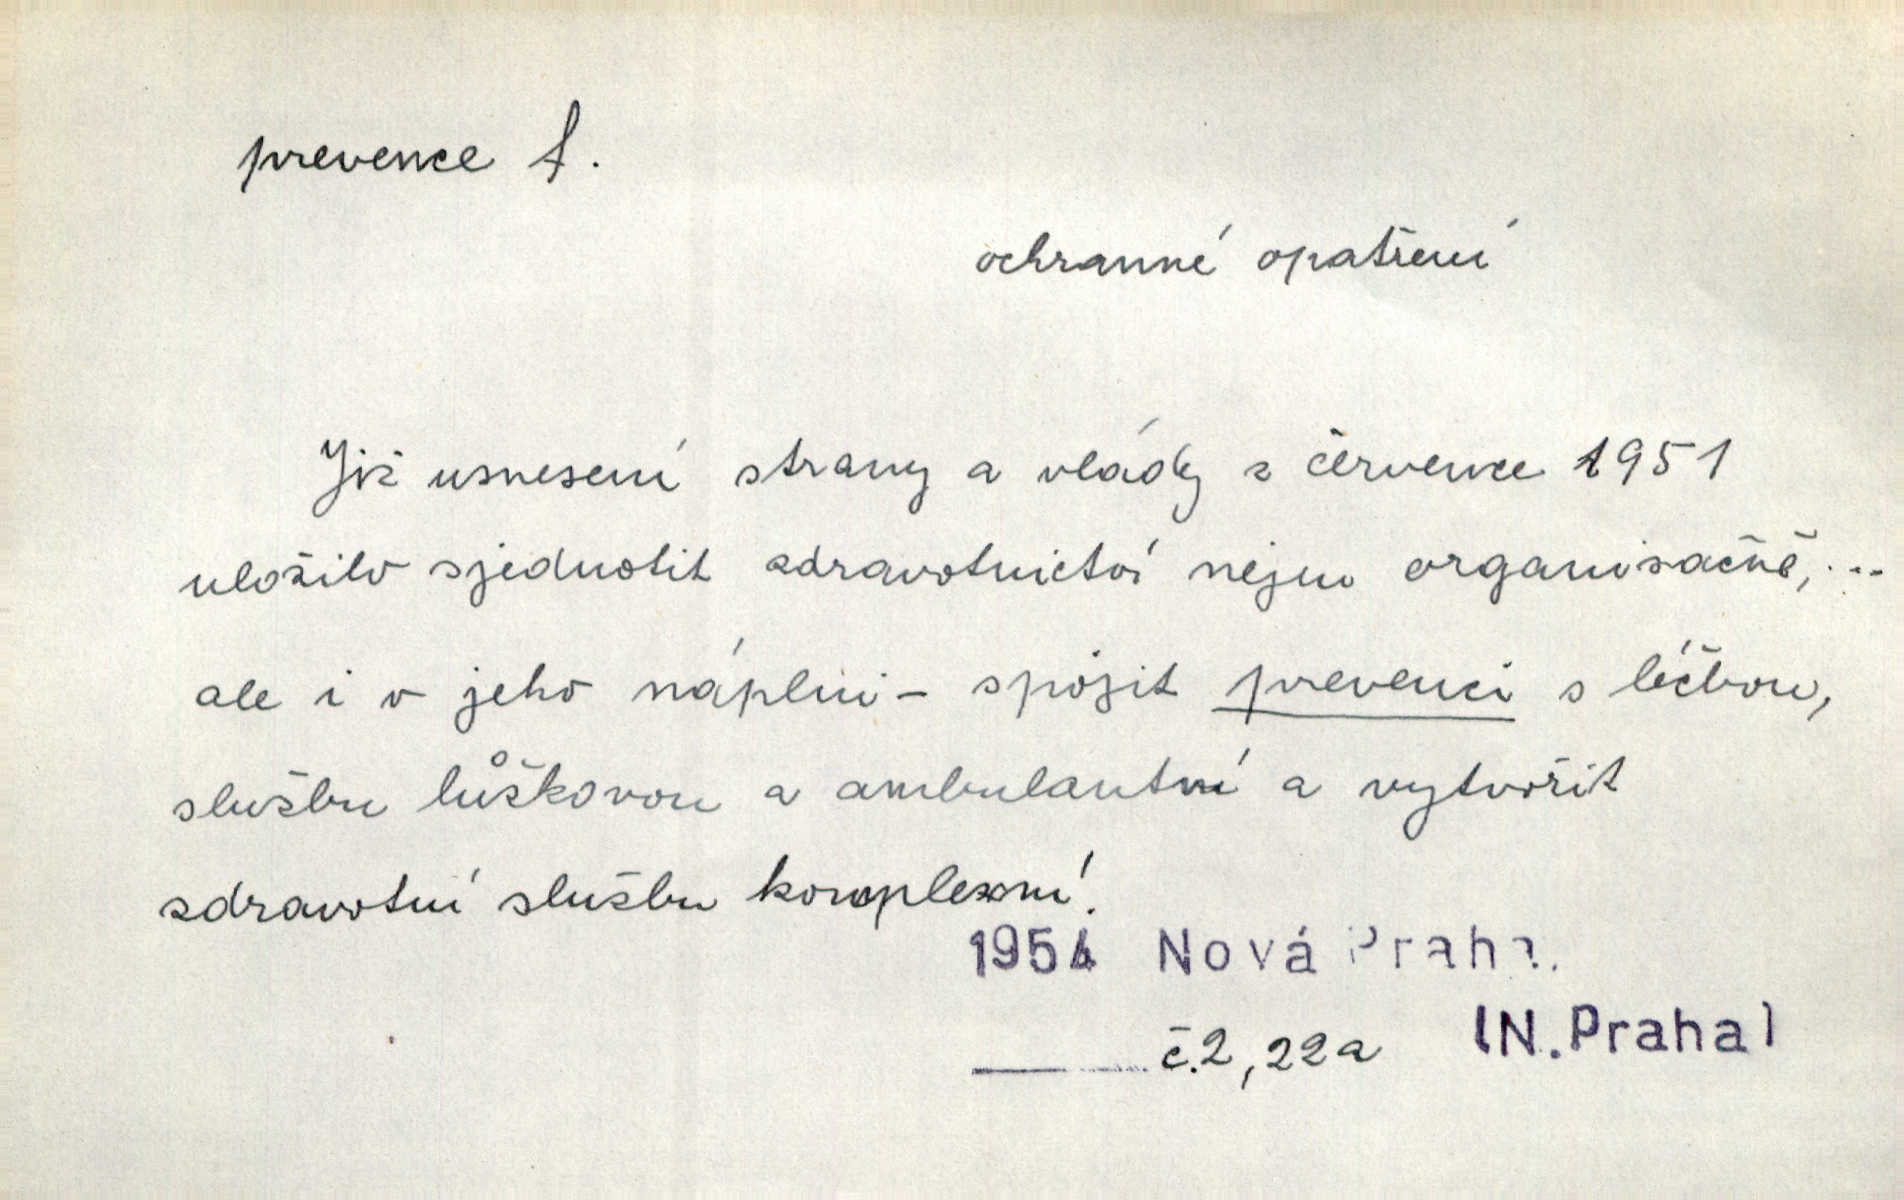 prevence f.
ochranné opatření
Již usnesení strany a vlády z července 1951
uložilo sjednotit zdravotnictví nejen organisačně,...
ale i v jeho náplni - spojit prevenci s léčbou,
službu lůžkovou a ambulantní a vytvořit
zdravotní službu komplexní.
1954 Nová Praha
č.2, 22a (N.Praha)